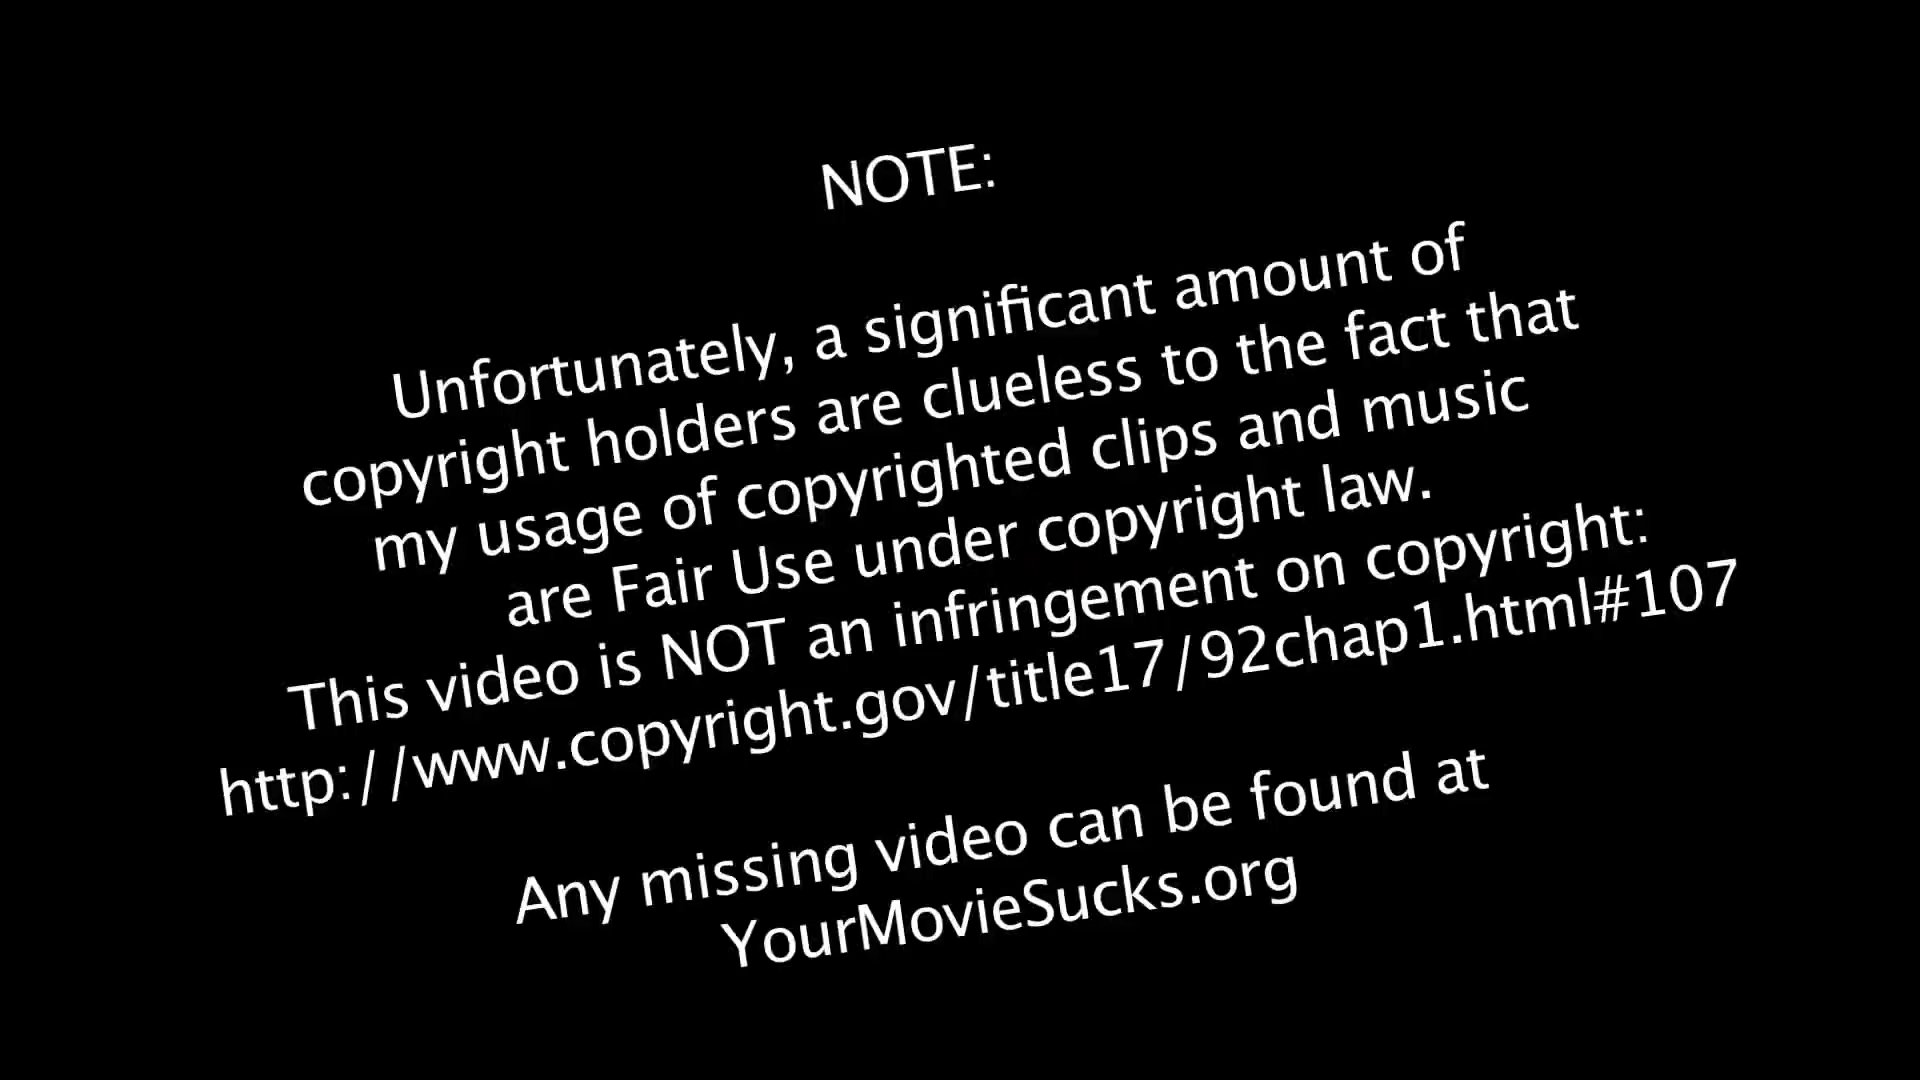 NOTE:
Unfortunately, a significant amount of
copyright holders are clueless to the fact that
my usage of copyrighted clips and music
are Fair Use under copyright law.
This video is NOT an infringement on copyright:
http://www.copyright.gov/title17/92chap1.html#107
Any missing video can be found at
YourMovieSucks.org